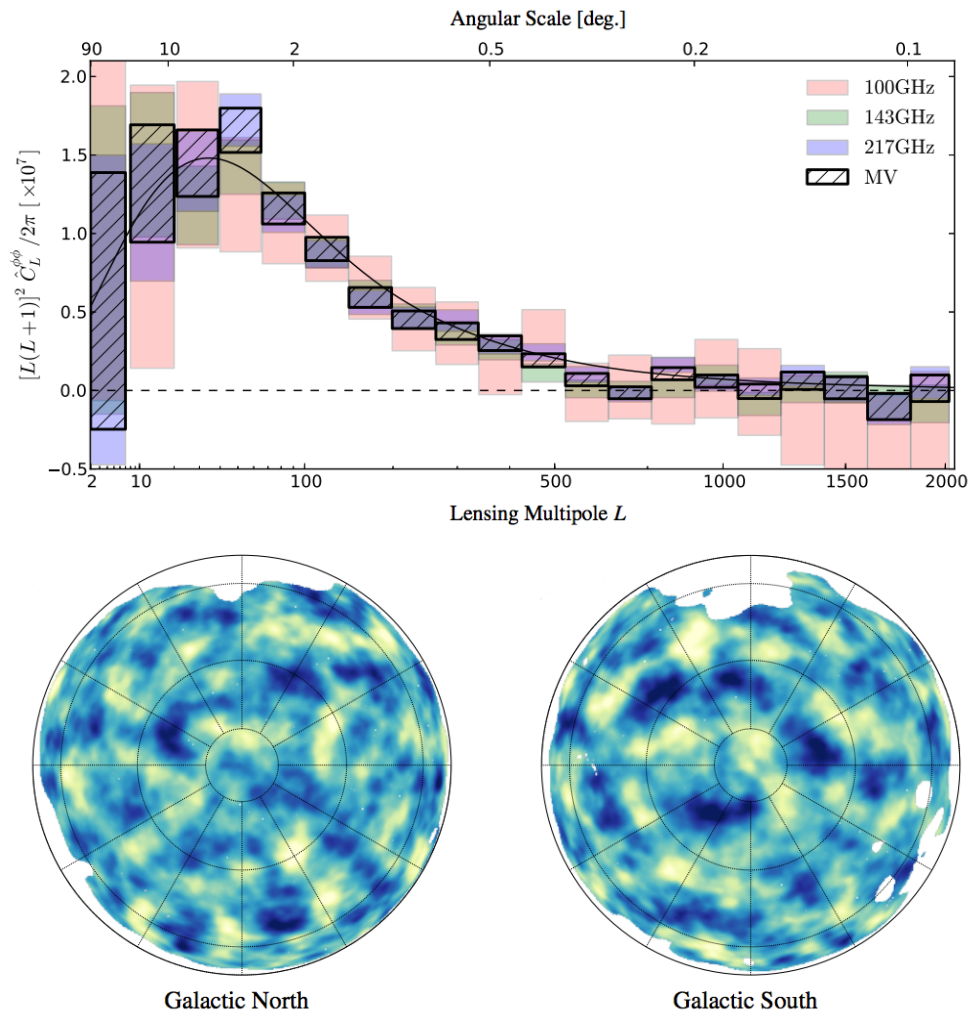 Angular Scale [deg.]
90 10 2 0.5 0.2 0.1
[L(L+1)]² Ĉ_L^{ϕϕ}/2π [×10⁷]
2.0
1.5
1.0
0.5
0.0
−0.5
100GHz
143GHz
217GHz
MV
2 10 100 500 1000 1500 2000
Lensing Multipole L
Galactic North Galactic South